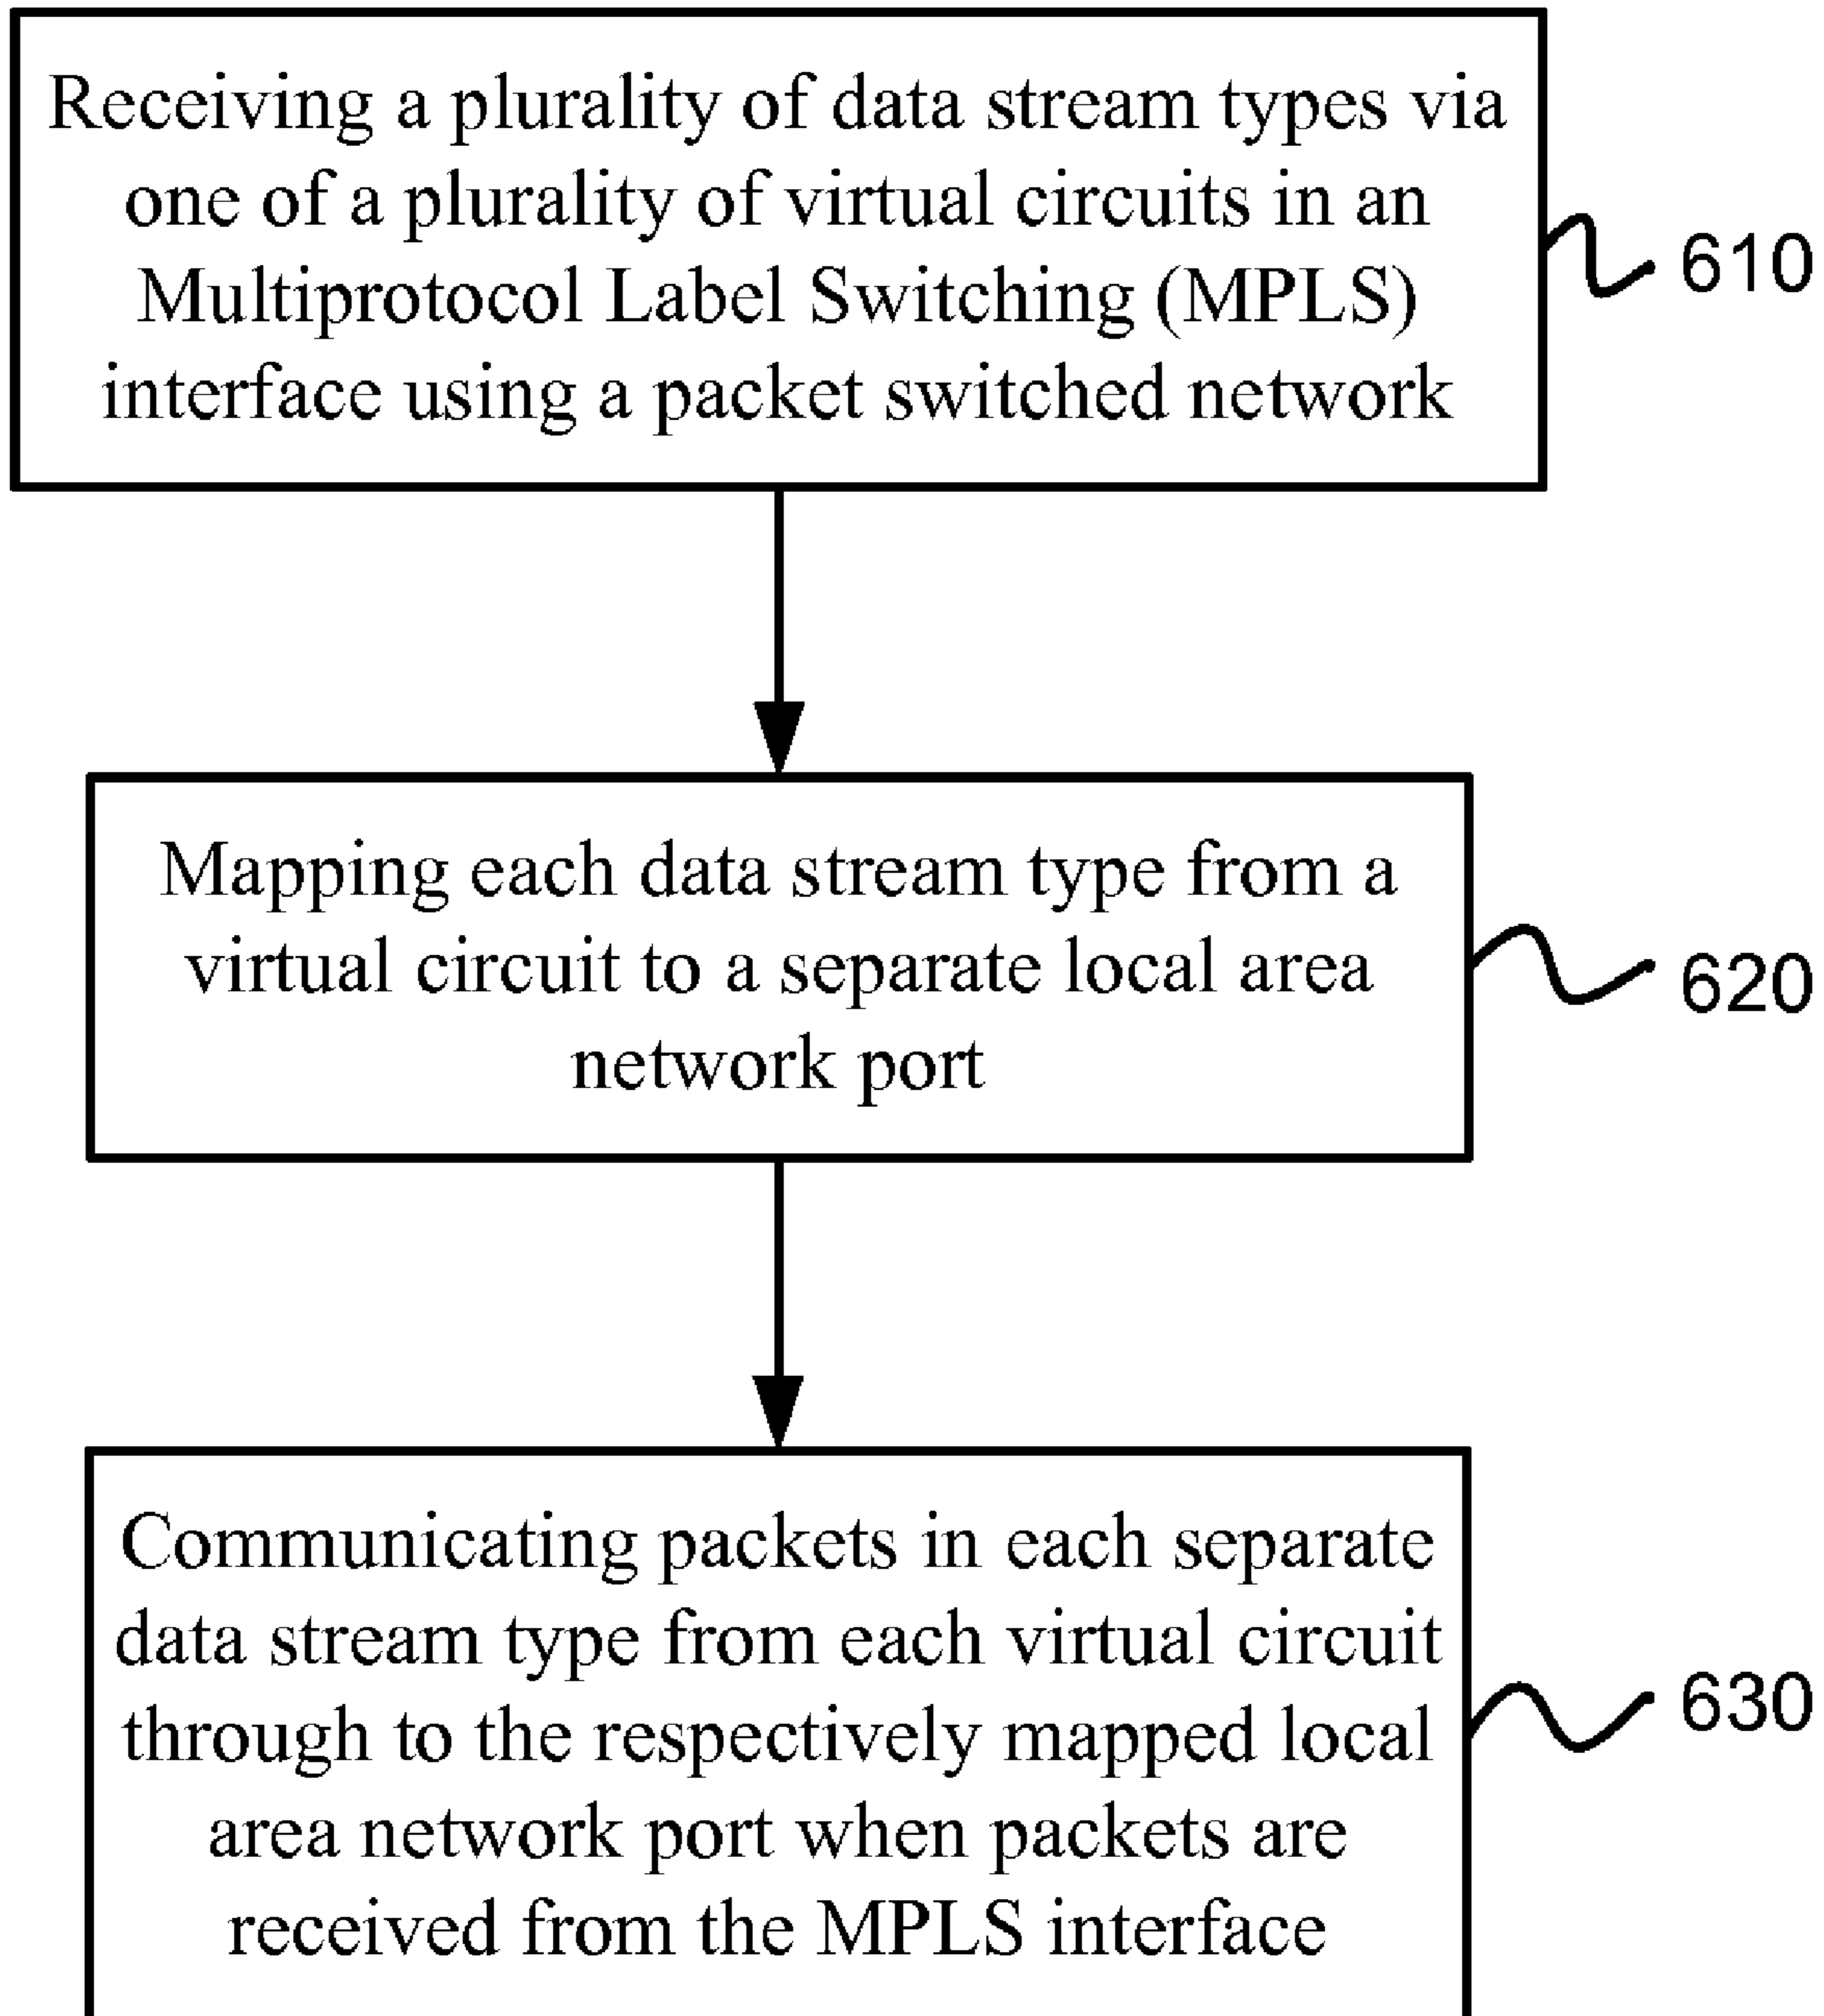 Receiving a plurality of data stream types via
one of a plurality of virtual circuits in an
Multiprotocol Label Switching (MPLS)
interface using a packet switched network
610
Mapping each data stream type from a
virtual circuit to a separate local area
network port
620
Communicating packets in each separate
data stream type from each virtual circuit
through to the respectively mapped local
area network port when packets are
received from the MPLS interface
630